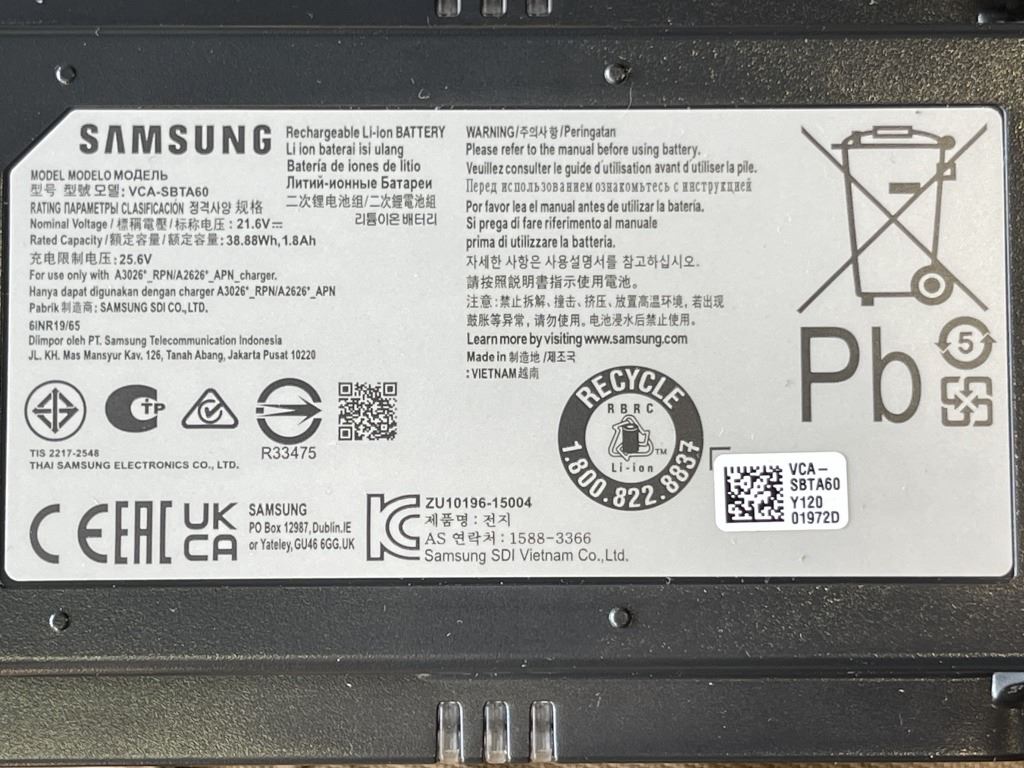 SAMSUNG
Rechargeable Li-Ion BATTERY
Li ion baterai isi ulang
Batería de iones de litio
Литий-ионные Батареи
二次锂电池组/二次鋰電池組
리튬이온 배터리
MODEL MODELO МОДЕЛЬ
型号 型號 모델: VCA-SBTA60
RATING ПАРАМЕТРЫ CLASIFICACIÓN 정격사양 规格
Nominal Voltage / 標稱電壓 / 标称电压 : 21.6V⎓
Rated Capacity / 額定容量 / 额定容量 : 38.88Wh, 1.8Ah
充电限制电压: 25.6V
For use only with A3026*_RPN/A2626*_APN_charger.
Hanya dapat digunakan dengan charger A3026*_RPN/A2626*_APN
Pabrik 制造商: SAMSUNG SDI CO.,LTD.
6INR19/65
Diimpor oleh PT. Samsung Telecommunication Indonesia
JL. KH. Mas Mansyur Kav, 126, Tanah Abang, Jakarta Pusat 10220
WARNING/주의사항/Peringatan
Please refer to the manual before using battery.
Veuillez consulter le guide d'utilisation avant d'utiliser la pile.
Перед использованием ознакомьтесь с инструкцией
Por favor lea el manual antes de utilizar la batería.
Si prega di fare riferimento al manuale
prima di utilizzare la batteria.
자세한 사항은 사용설명서를 참고하십시오.
請按照說明書指示使用電池。
注意: 禁止拆解、撞击、挤压、放置高温环境, 若出现
鼓胀等异常, 请勿使用。电池浸水后禁止使用。
Learn more by visiting www.samsung.com
Made in 制造地 /제조국
: VIETNAM 越南
Pb
5
TP
R33475
TIS 2217-2548
THAI SAMSUNG ELECTRONICS CO., LTD.
RECYCLE
RBRC
Li-ion
TM
1.800.822.8837
VCA-
SBTA60
Y120
01972D
CE EAC UK
CA
SAMSUNG
PO Box 12987, Dublin.IE
or Yateley, GU46 6GG.UK
KC
ZU10196-15004
제품명 : 전지
AS 연락처 : 1588-3366
Samsung SDI Vietnam Co.,Ltd.